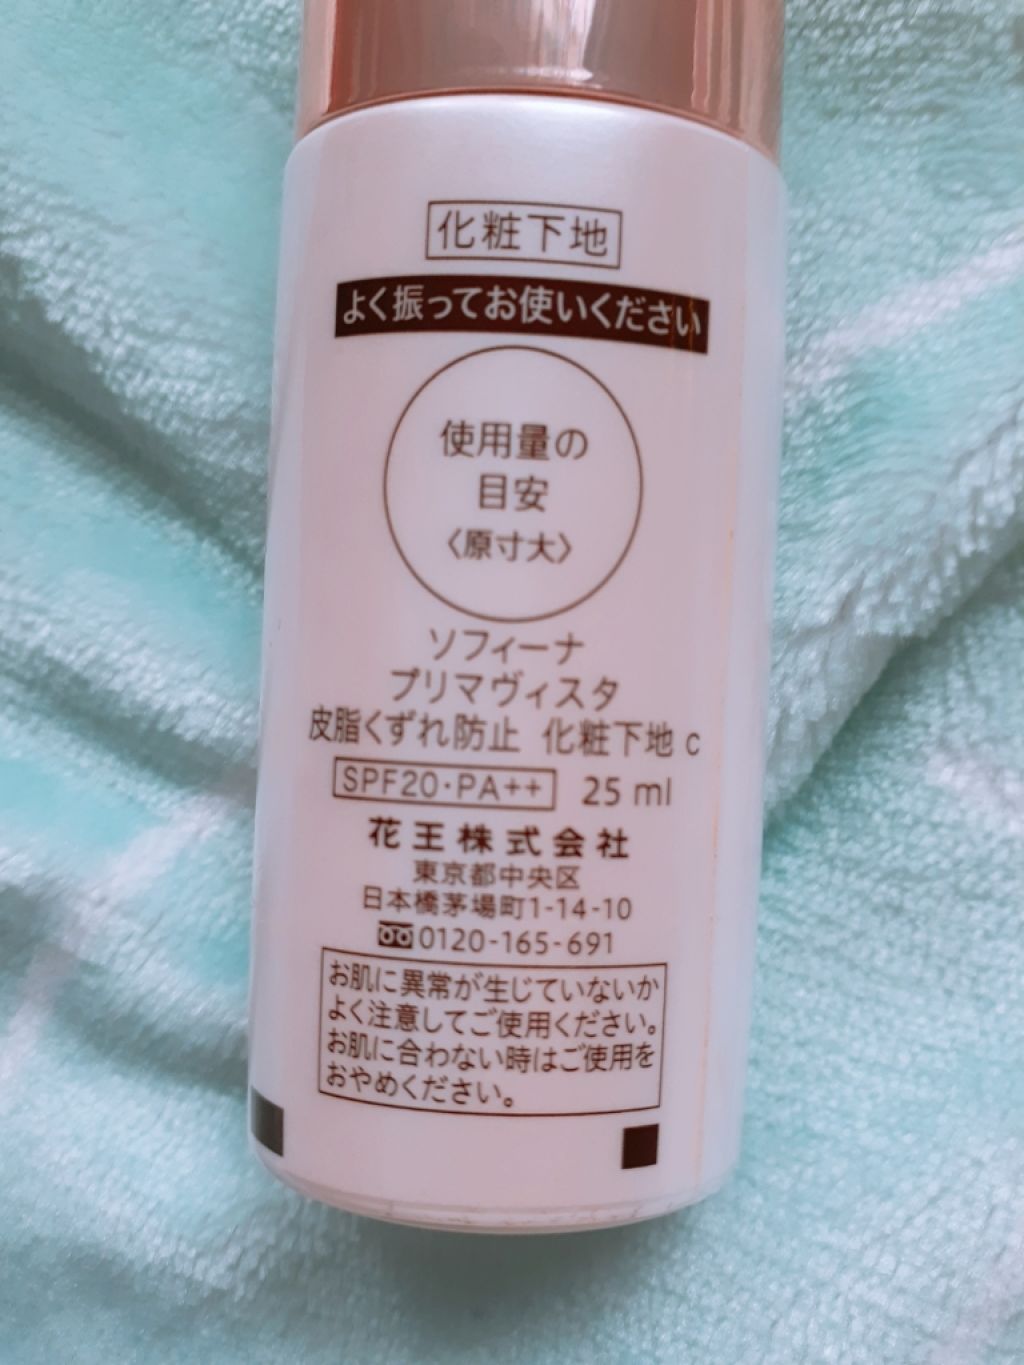 化粧下地
よく振ってお使いください
使用量の
目安
〈原寸大〉
ソフィーナ
プリマヴィスタ
皮脂くずれ防止 化粧下地 c
SPF20・PA++ 25 ml
花王株式会社
東京都中央区
日本橋茅場町1-14-10
0120-165-691
お肌に異常が生じていないか
よく注意してご使用ください。
お肌に合わない時はご使用を
おやめください。